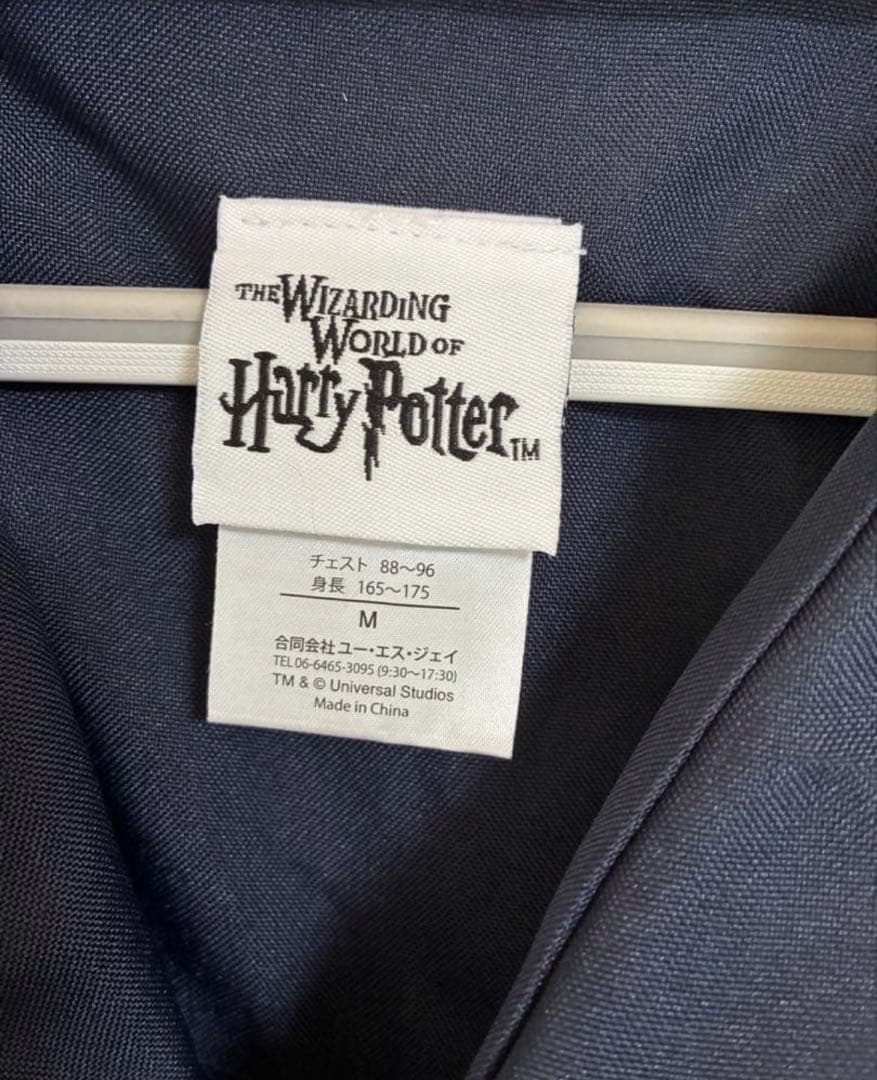 THE WIZARDING
WORLD OF
Harry Potter TM
チェスト 88〜96
身長 165〜175
M
合同会社 ユー・エス・ジェイ
TEL 06-6465-3095 (9:30〜17:30)
TM & © Universal Studios
Made in China